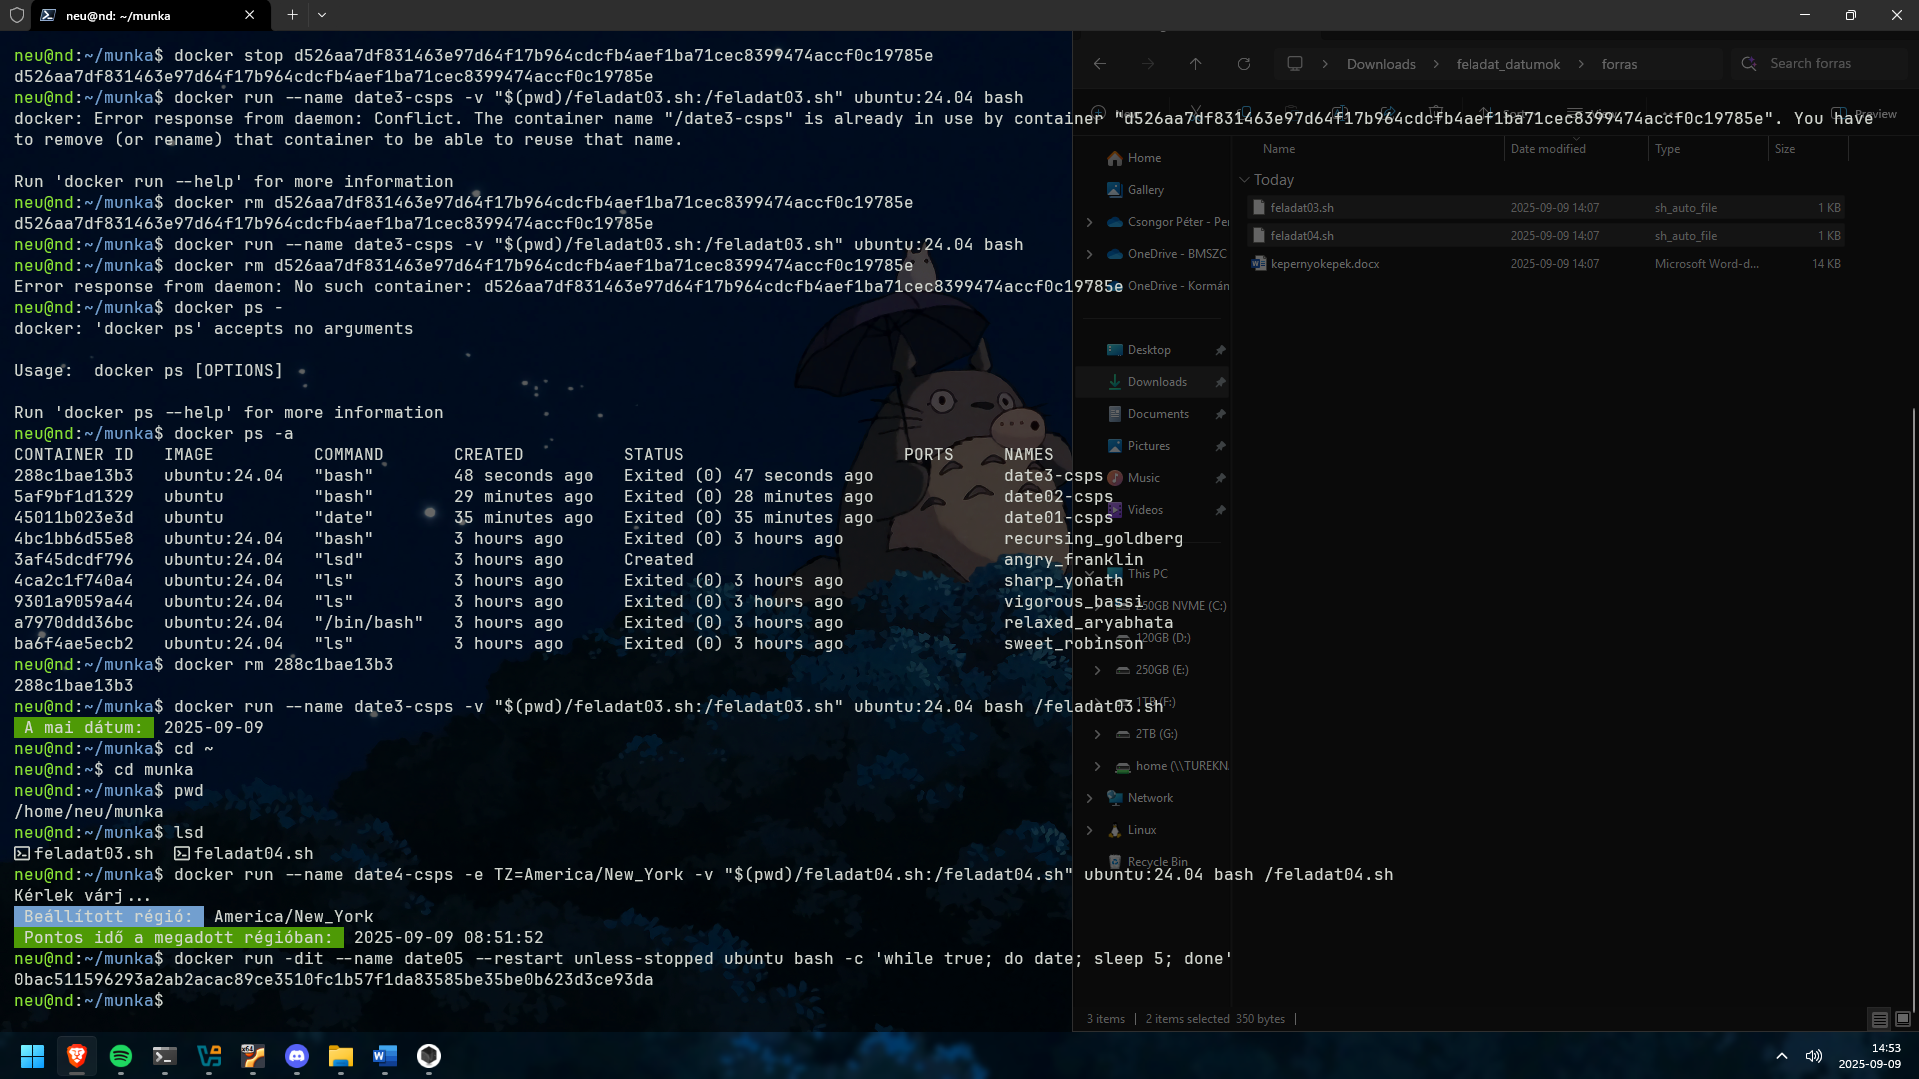 neu@nd: ~/munka
neu@nd:~/munka$ docker stop d526aa7df831463e97d64f17b964cdcfb4aef1ba71cec8399474accf0c19785e
d526aa7df831463e97d64f17b964cdcfb4aef1ba71cec8399474accf0c19785e
neu@nd:~/munka$ docker run --name date3-csps -v "$(pwd)/feladat03.sh:/feladat03.sh" ubuntu:24.04 bash
docker: Error response from daemon: Conflict. The container name "/date3-csps" is already in use by container "d526aa7df831463e97d64f17b964cdcfb4aef1ba71cec8399474accf0c19785e". You have
to remove (or rename) that container to be able to reuse that name.
Run 'docker run --help' for more information
neu@nd:~/munka$ docker rm d526aa7df831463e97d64f17b964cdcfb4aef1ba71cec8399474accf0c19785e
d526aa7df831463e97d64f17b964cdcfb4aef1ba71cec8399474accf0c19785e
neu@nd:~/munka$ docker run --name date3-csps -v "$(pwd)/feladat03.sh:/feladat03.sh" ubuntu:24.04 bash
neu@nd:~/munka$ docker rm d526aa7df831463e97d64f17b964cdcfb4aef1ba71cec8399474accf0c19785e
Error response from daemon: No such container: d526aa7df831463e97d64f17b964cdcfb4aef1ba71cec8399474accf0c19785e
neu@nd:~/munka$ docker ps -
docker: 'docker ps' accepts no arguments
Usage:  docker ps [OPTIONS]
Run 'docker ps --help' for more information
neu@nd:~/munka$ docker ps -a
CONTAINER ID   IMAGE          COMMAND       CREATED          STATUS                      PORTS     NAMES
288c1bae13b3   ubuntu:24.04   "bash"        48 seconds ago   Exited (0) 47 seconds ago             date3-csps
5af9bf1d1329   ubuntu         "bash"        29 minutes ago   Exited (0) 28 minutes ago             date02-csps
45011b023e3d   ubuntu         "date"        35 minutes ago   Exited (0) 35 minutes ago             date01-csps
4bc1bb6d55e8   ubuntu:24.04   "bash"        3 hours ago      Exited (0) 3 hours ago                recursing_goldberg
3af45dcdf796   ubuntu:24.04   "lsd"         3 hours ago      Created                               angry_franklin
4ca2c1f740a4   ubuntu:24.04   "ls"          3 hours ago      Exited (0) 3 hours ago                sharp_yonath
9301a9059a44   ubuntu:24.04   "ls"          3 hours ago      Exited (0) 3 hours ago                vigorous_bassi
a7970ddd36bc   ubuntu:24.04   "/bin/bash"   3 hours ago      Exited (0) 3 hours ago                relaxed_aryabhata
ba6f4ae5ecb2   ubuntu:24.04   "ls"          3 hours ago      Exited (0) 3 hours ago                sweet_robinson
neu@nd:~/munka$ docker rm 288c1bae13b3
288c1bae13b3
neu@nd:~/munka$ docker run --name date3-csps -v "$(pwd)/feladat03.sh:/feladat03.sh" ubuntu:24.04 bash /feladat03.sh
A mai dátum: 2025-09-09
neu@nd:~/munka$ cd ~
neu@nd:~$ cd munka
neu@nd:~/munka$ pwd
/home/neu/munka
neu@nd:~/munka$ lsd
feladat03.sh  feladat04.sh
neu@nd:~/munka$ docker run --name date4-csps -e TZ=America/New_York -v "$(pwd)/feladat04.sh:/feladat04.sh" ubuntu:24.04 bash /feladat04.sh
Kérlek várj...
Beállított régió: America/New_York
Pontos idő a megadott régióban: 2025-09-09 08:51:52
neu@nd:~/munka$ docker run -dit --name date05 --restart unless-stopped ubuntu bash -c 'while true; do date; sleep 5; done'
0bac511596293a2ab2acac89ce3510fc1b57f1da83585be35be0b623d3ce93da
neu@nd:~/munka$
Downloads > feladat_datumok > forras
Search forras
Preview
Name Date modified Type Size
Today
feladat03.sh 2025-09-09 14:07 sh_auto_file 1 KB
feladat04.sh 2025-09-09 14:07 sh_auto_file 1 KB
kepernyokepek.docx 2025-09-09 14:07 Microsoft Word-d... 14 KB
Home
Gallery
Csongor Péter - Per
OneDrive - BMSZC
OneDrive - Kormán
Desktop
Downloads
Documents
Pictures
Music
Videos
This PC
250GB NVME (C:)
120GB (D:)
250GB (E:)
1TB (F:)
2TB (G:)
home (\\TUREKN
Network
Linux
Recycle Bin
3 items | 2 items selected 350 bytes |
14:53
2025-09-09